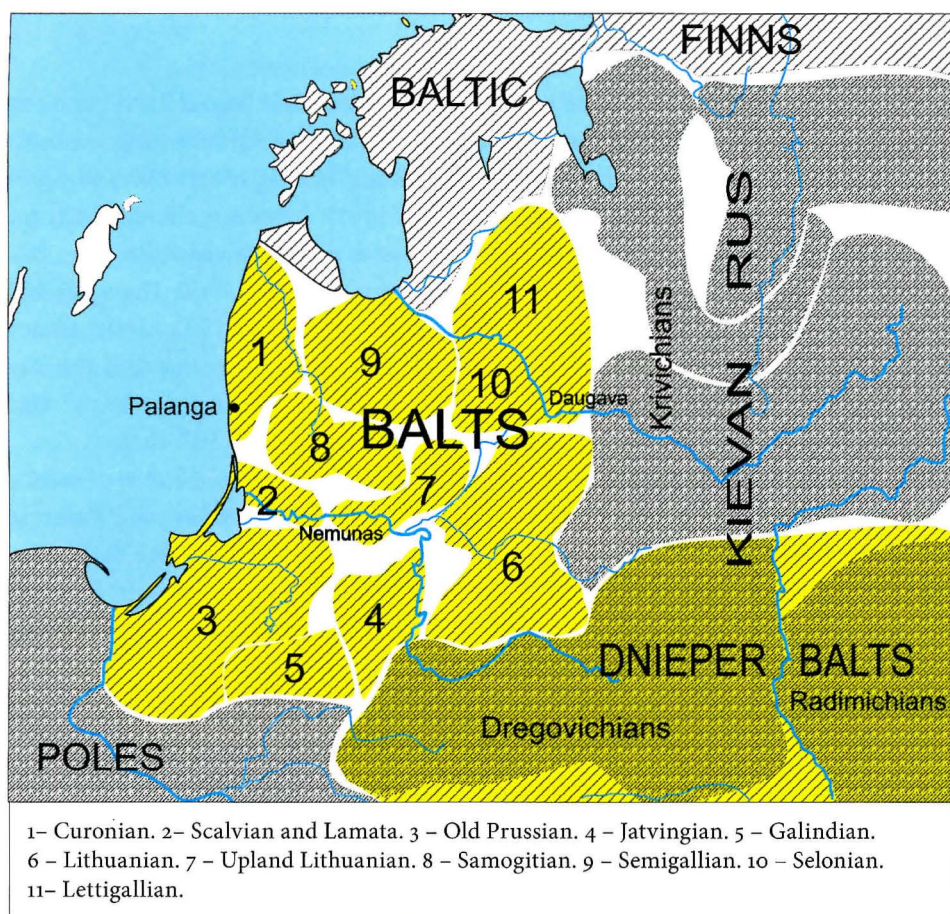 FINNS
BALTIC
KIEVAN RUS
Krivichians
11
1
9
10
Daugava
Palanga
BALTS
8
7
2
Nemunas
6
3
4
5
DNIEPER BALTS
Radimichians
Dregovichians
POLES
1– Curonian. 2– Scalvian and Lamata. 3 – Old Prussian. 4 – Jatvingian. 5 – Galindian.
6 – Lithuanian. 7 – Upland Lithuanian. 8 – Samogitian. 9 – Semigallian. 10 – Selonian.
11– Lettigallian.